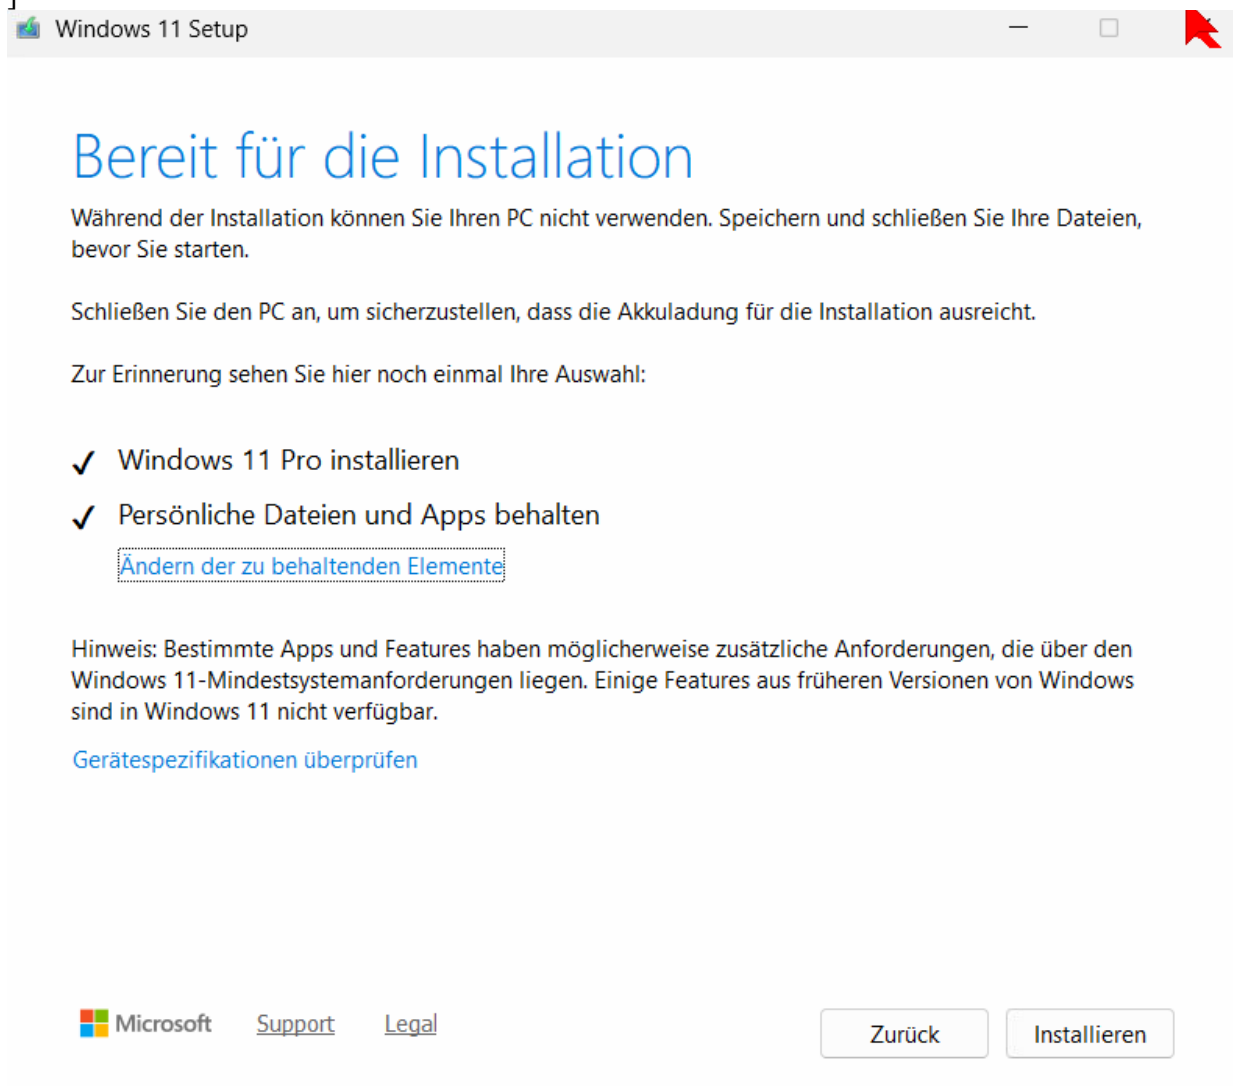 Windows 11 Setup
Bereit für die Installation
Während der Installation können Sie Ihren PC nicht verwenden. Speichern und schließen Sie Ihre Dateien,
bevor Sie starten.
Schließen Sie den PC an, um sicherzustellen, dass die Akkuladung für die Installation ausreicht.
Zur Erinnerung sehen Sie hier noch einmal Ihre Auswahl:
Windows 11 Pro installieren
Persönliche Dateien und Apps behalten
Ändern der zu behaltenden Elemente
Hinweis: Bestimmte Apps und Features haben möglicherweise zusätzliche Anforderungen, die über den
Windows 11-Mindestsystemanforderungen liegen. Einige Features aus früheren Versionen von Windows
sind in Windows 11 nicht verfügbar.
Gerätespezifikationen überprüfen
Microsoft Support Legal
Zurück Installieren